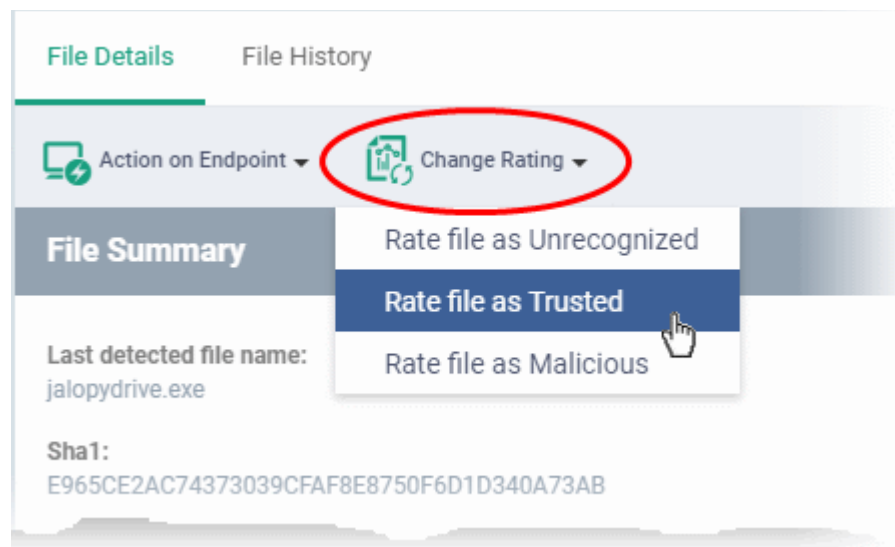 File Details File History
Action on Endpoint Change Rating
File Summary
Rate file as Unrecognized
Rate file as Trusted
Rate file as Malicious
Last detected file name:
jalopydrive.exe
Sha1:
E965CE2AC74373039CFAF8E8750F6D1D340A73AB